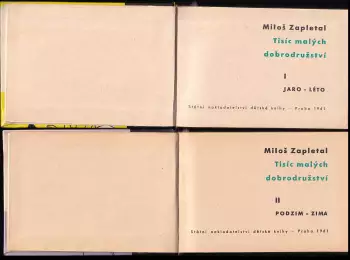 Miloš Zapletal
Tisíc malých
dobrodružství
I
JARO - LÉTO
Státní nakladatelství dětské knihy — Praha 1961
Miloš Zapletal
Tisíc malých
dobrodružství
II
PODZIM - ZIMA
Státní nakladatelství dětské knihy — Praha 1961